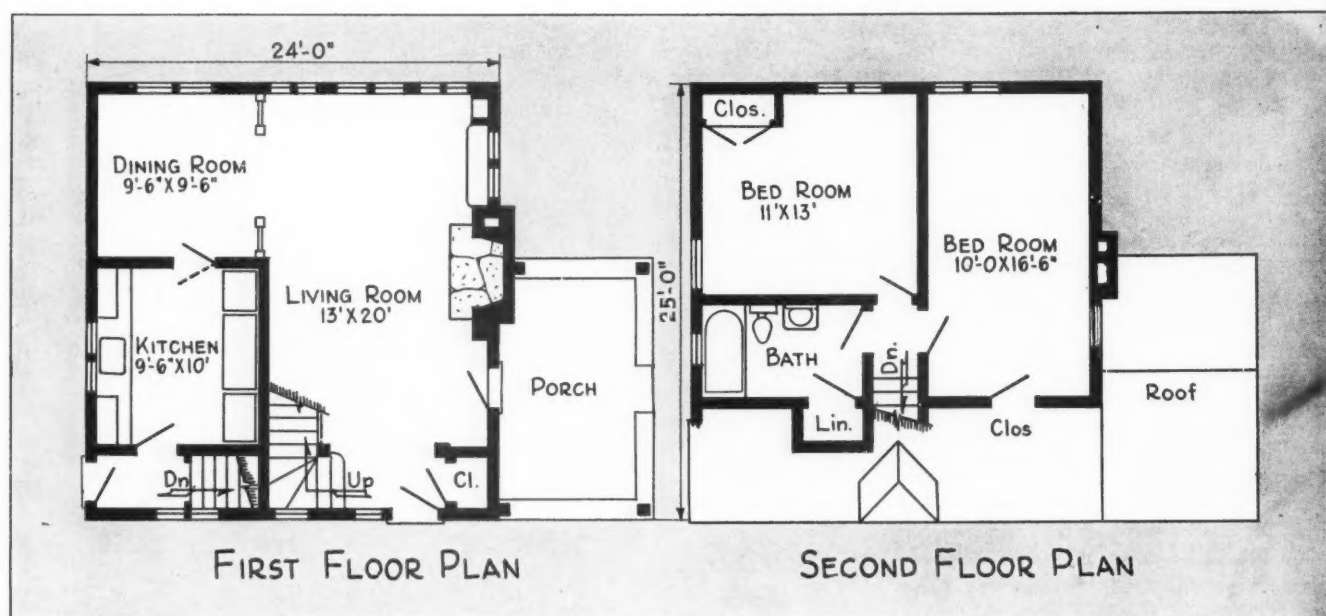 24'-0"
DINING ROOM
9'-6"X9'-6"
LIVING ROOM
13'X20'
KITCHEN
9'-6"X10'
PORCH
Dn.
Up
Cl.
FIRST FLOOR PLAN
25'-0"
Clos.
BED ROOM
11'X13'
BED ROOM
10'-0X16'-6"
BATH
Dn.
Lin.
Clos
Roof
SECOND FLOOR PLAN